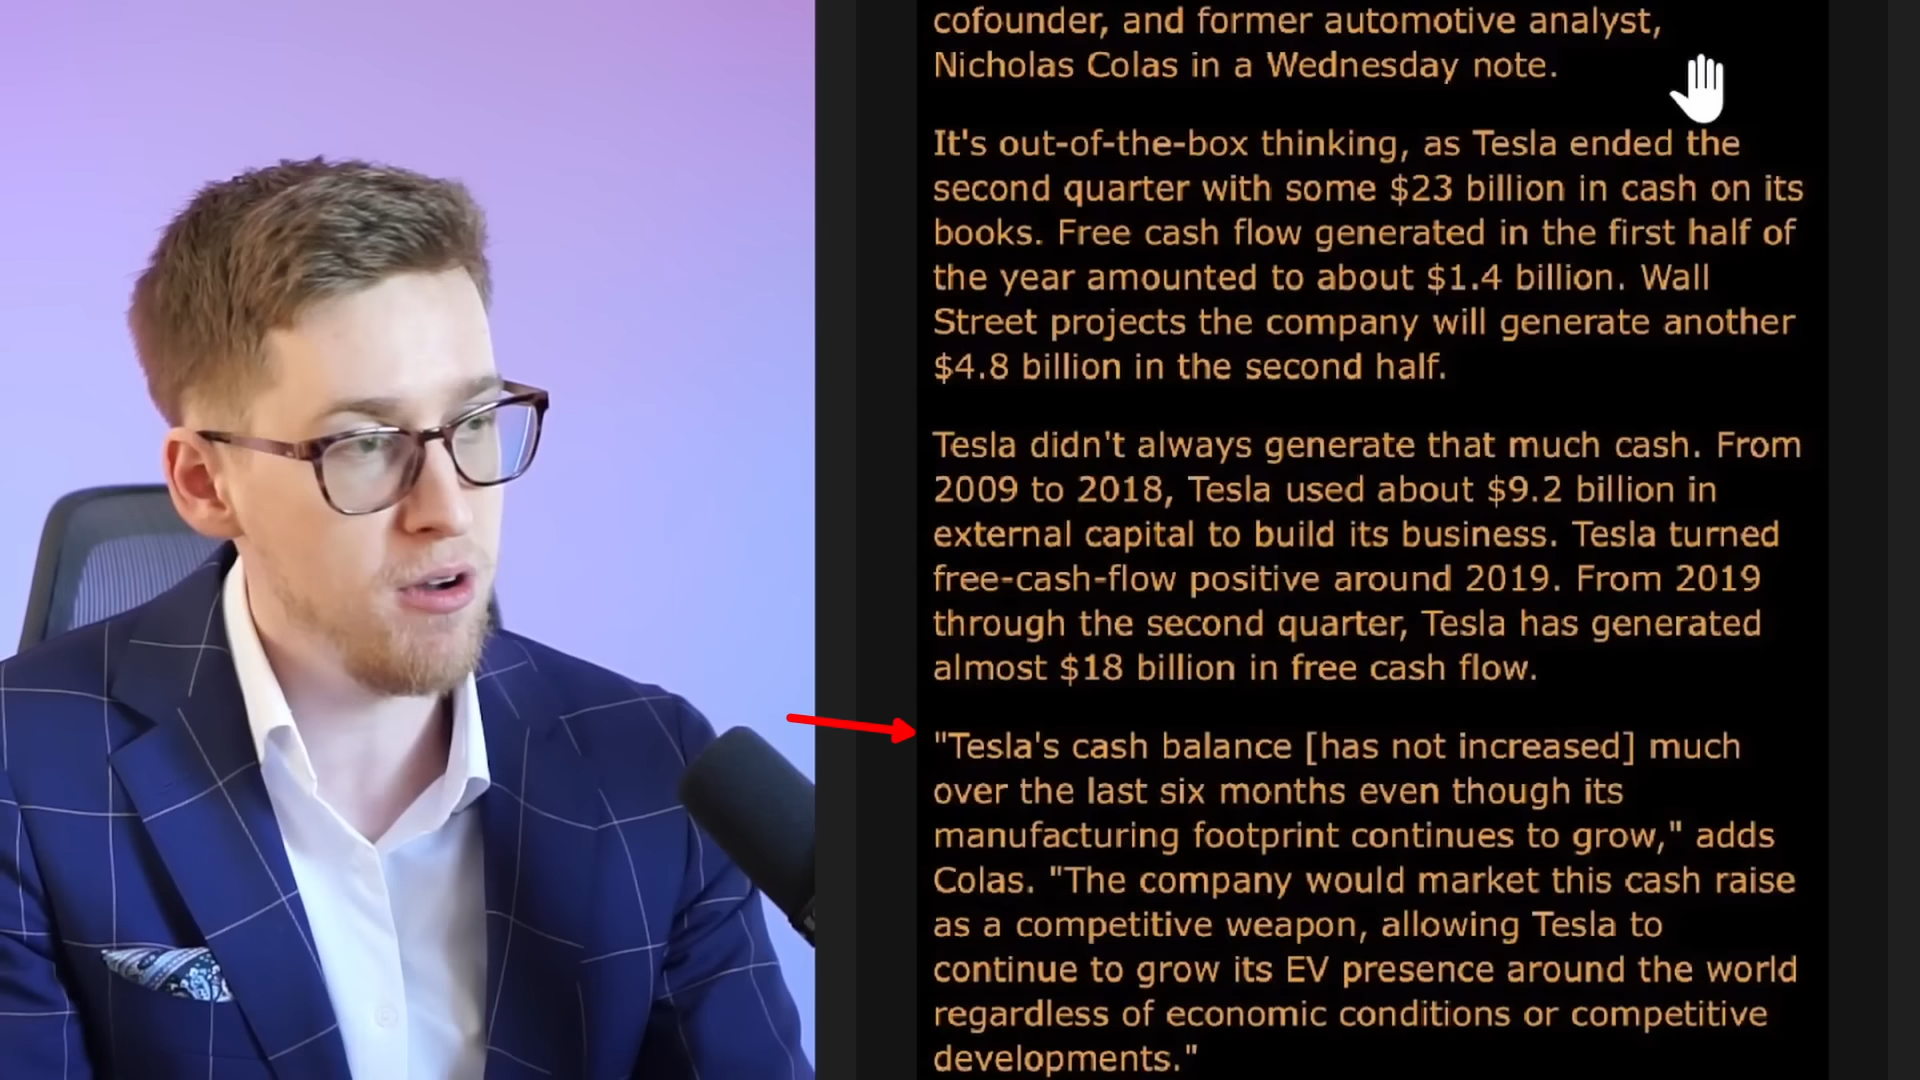 cofounder, and former automotive analyst,
Nicholas Colas in a Wednesday note.
It's out-of-the-box thinking, as Tesla ended the
second quarter with some $23 billion in cash on its
books. Free cash flow generated in the first half of
the year amounted to about $1.4 billion. Wall
Street projects the company will generate another
$4.8 billion in the second half.
Tesla didn't always generate that much cash. From
2009 to 2018, Tesla used about $9.2 billion in
external capital to build its business. Tesla turned
free-cash-flow positive around 2019. From 2019
through the second quarter, Tesla has generated
almost $18 billion in free cash flow.
"Tesla's cash balance [has not increased] much
over the last six months even though its
manufacturing footprint continues to grow," adds
Colas. "The company would market this cash raise
as a competitive weapon, allowing Tesla to
continue to grow its EV presence around the world
regardless of economic conditions or competitive
developments."